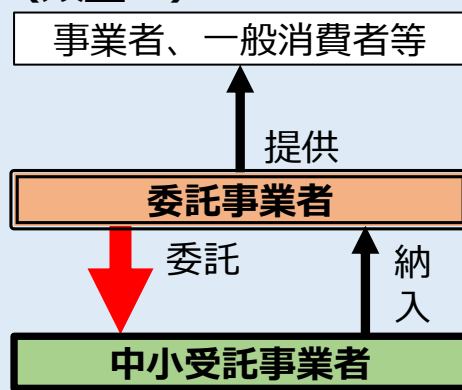 事業者、一般消費者等
提供
委託事業者
委託
納入
中小受託事業者